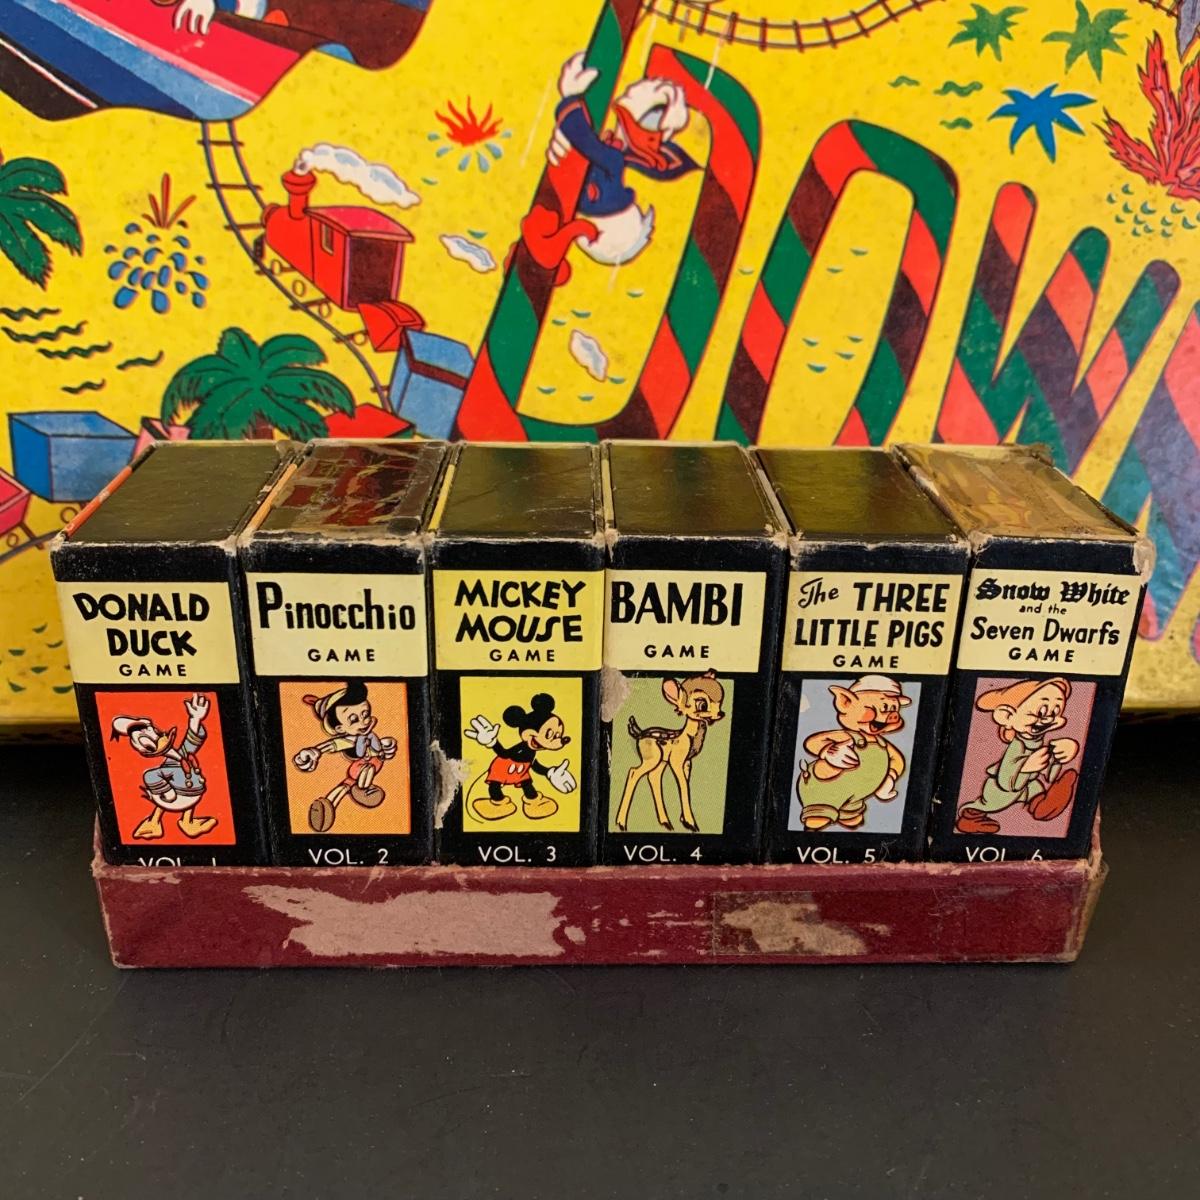 DOW
DONALD
DUCK
GAME
VOL. 1
Pinocchio
GAME
VOL. 2
MICKEY
MOUSE
GAME
VOL. 3
BAMBI
GAME
VOL. 4
The THREE
LITTLE PIGS
GAME
VOL. 5
Snow White
and the
Seven Dwarfs
GAME
VOL. 6